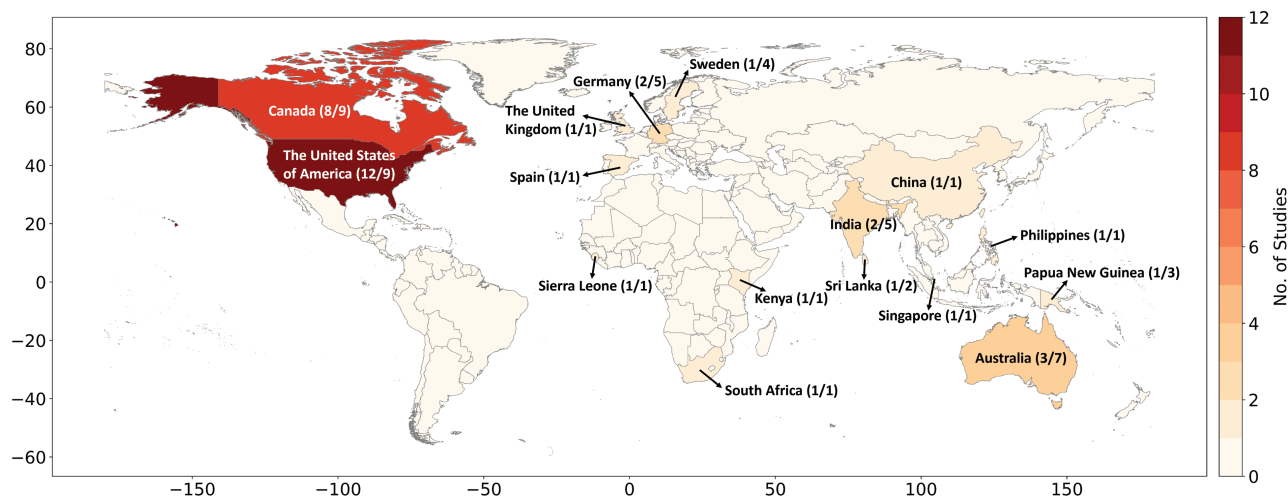 80
60
40
20
0
−20
−40
−60
−150
−100
−50
0
50
100
150
Canada (8/9)
The United States
of America (12/9)
Sweden (1/4)
Germany (2/5)
The United
Kingdom (1/1)
Spain (1/1)
China (1/1)
India (2/5)
Philippines (1/1)
Sierra Leone (1/1)
Kenya (1/1)
Sri Lanka (1/2)
Papua New Guinea (1/3)
Singapore (1/1)
Australia (3/7)
South Africa (1/1)
12
10
8
6
4
2
0
No. of Studies